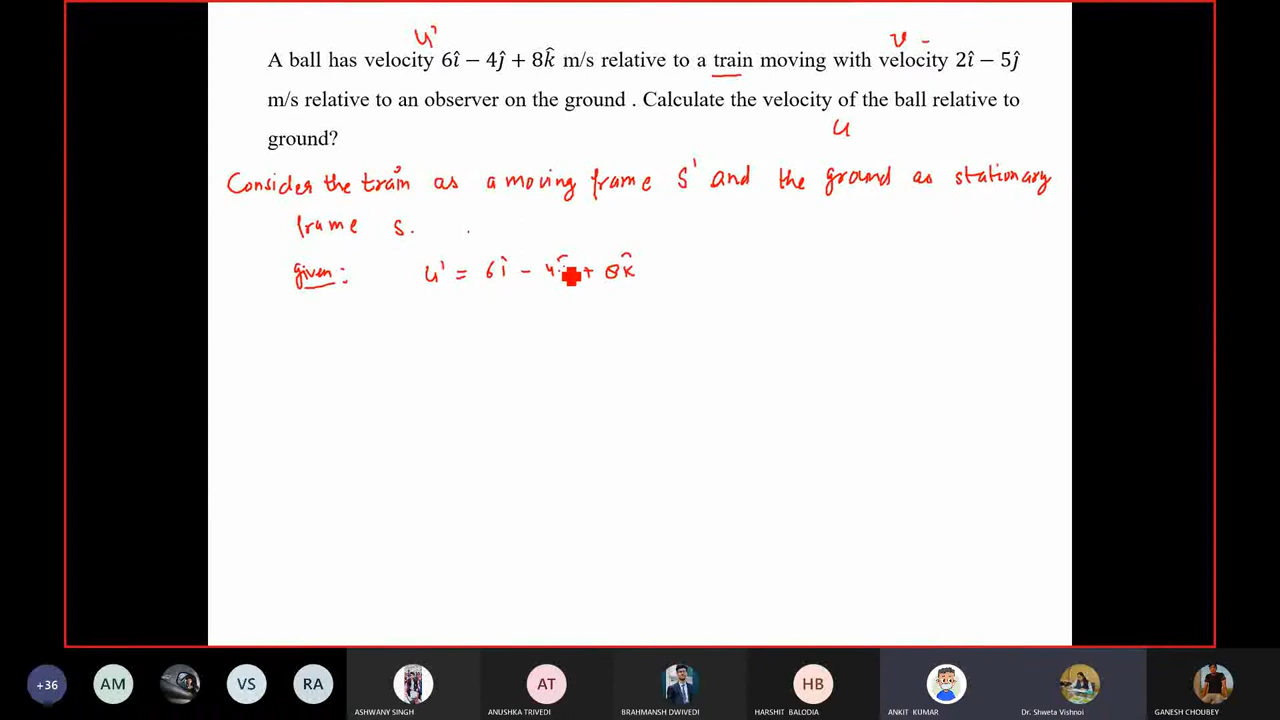 u'
v
A ball has velocity 6î − 4ĵ + 8k̂ m/s relative to a train moving with velocity 2î − 5ĵ
m/s relative to an observer on the ground . Calculate the velocity of the ball relative to
u
ground?
Consider the train as a moving frame S' and the ground as stationary
frame s.
given: u' = 6î - 4 + 8k̂
+36
AM
VS
RA
AT
HB
ASHWANY SINGH
ANUSHKA TRIVEDI
BRAHMANSH DWIVEDI
HARSHIT BALODIA
ANKIT KUMAR
Dr. Shweta Vishnoi
GANESH CHOUBEY